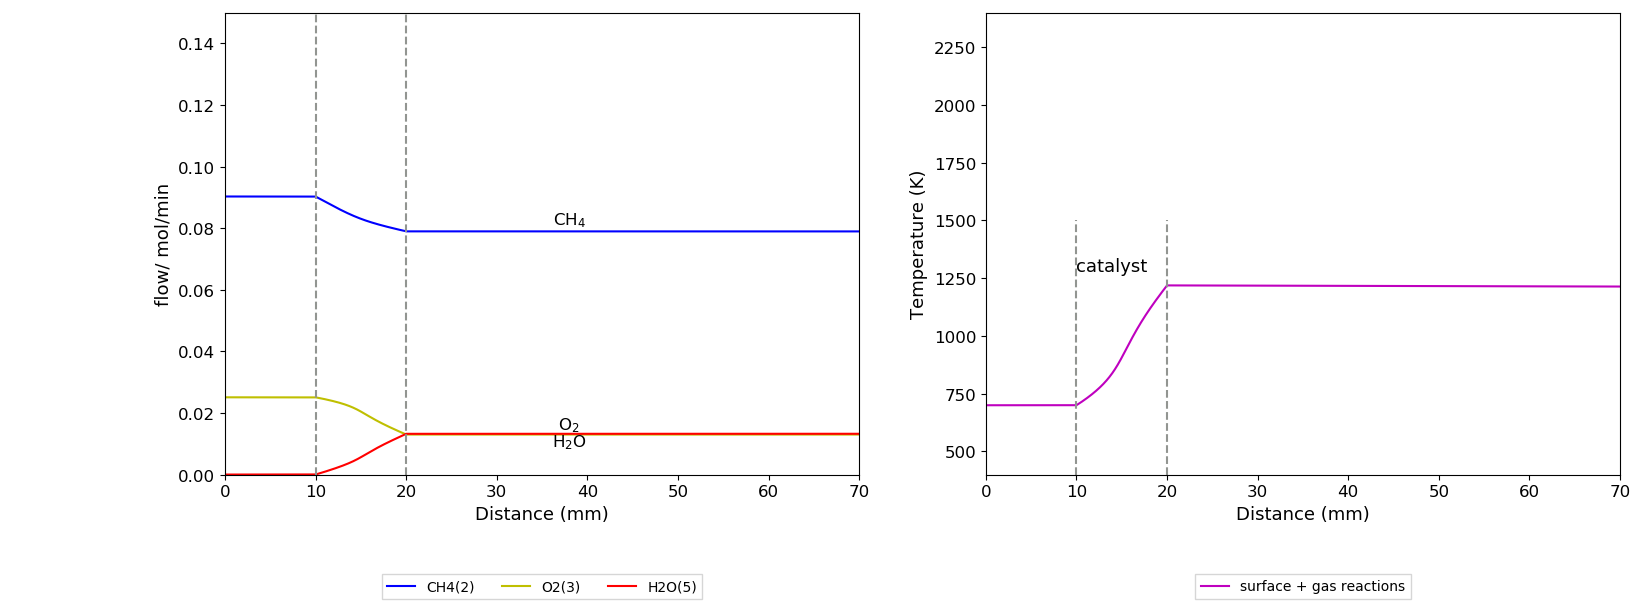 0.14
0.12
0.10
0.08
0.06
0.04
0.02
0.00
flow/ mol/min
CH₄
O₂
H₂O
0 10 20 30 40 50 60 70
Distance (mm)
CH4(2) O2(3) H2O(5)
2250
2000
1750
1500
1250
1000
750
500
Temperature (K)
catalyst
0 10 20 30 40 50 60 70
Distance (mm)
surface + gas reactions